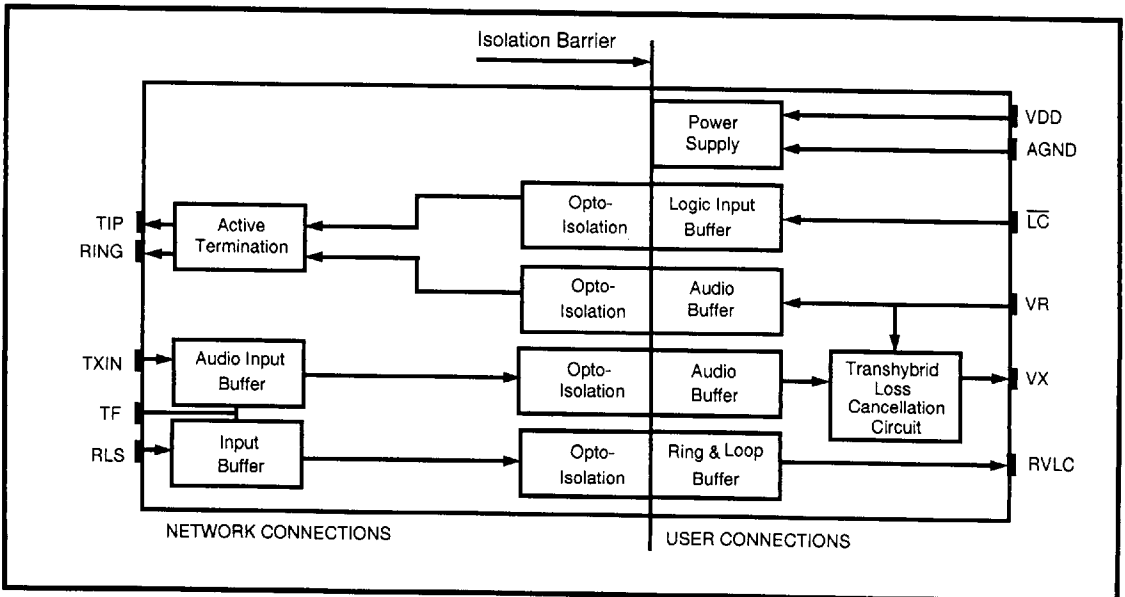 Isolation Barrier
Power
Supply
VDD
AGND
TIP
RING
Active
Termination
Opto-
Isolation
Logic Input
Buffer
LC
Opto-
Isolation
Audio
Buffer
VR
TXIN
Audio Input
Buffer
Opto-
Isolation
Audio
Buffer
Transhybrid
Loss
Cancellation
Circuit
VX
TF
RLS
Input
Buffer
Opto-
Isolation
Ring & Loop
Buffer
RVLC
NETWORK CONNECTIONS
USER CONNECTIONS